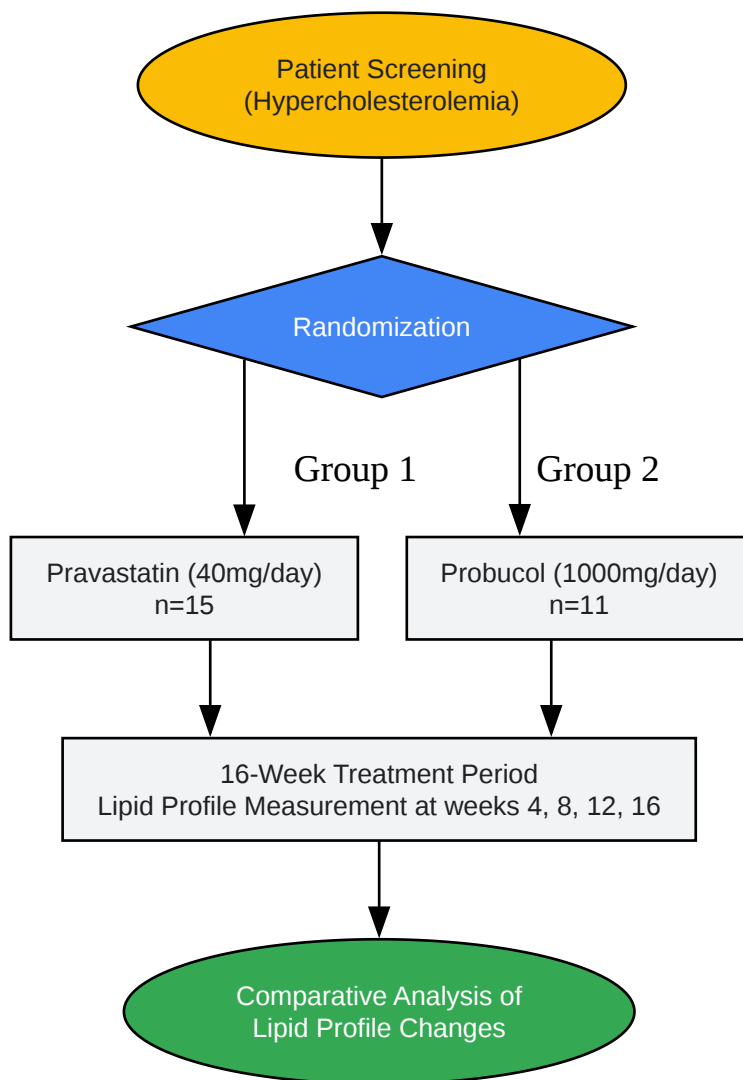 Patient Screening
(Hypercholesterolemia)
Randomization
Group 1
Group 2
Pravastatin (40mg/day)
n=15
Probucol (1000mg/day)
n=11
16-Week Treatment Period
Lipid Profile Measurement at weeks 4, 8, 12, 16
Comparative Analysis of
Lipid Profile Changes